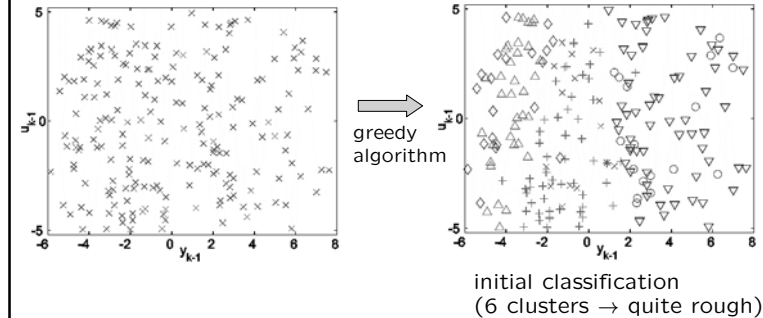 5
0
-5
u_k-1
-6 -4 -2 0 2 4 6 8
y_k-1
greedy
algorithm
5
0
-5
u_k-1
-6 -4 -2 0 2 4 6 8
y_k-1
initial classification
(6 clusters → quite rough)